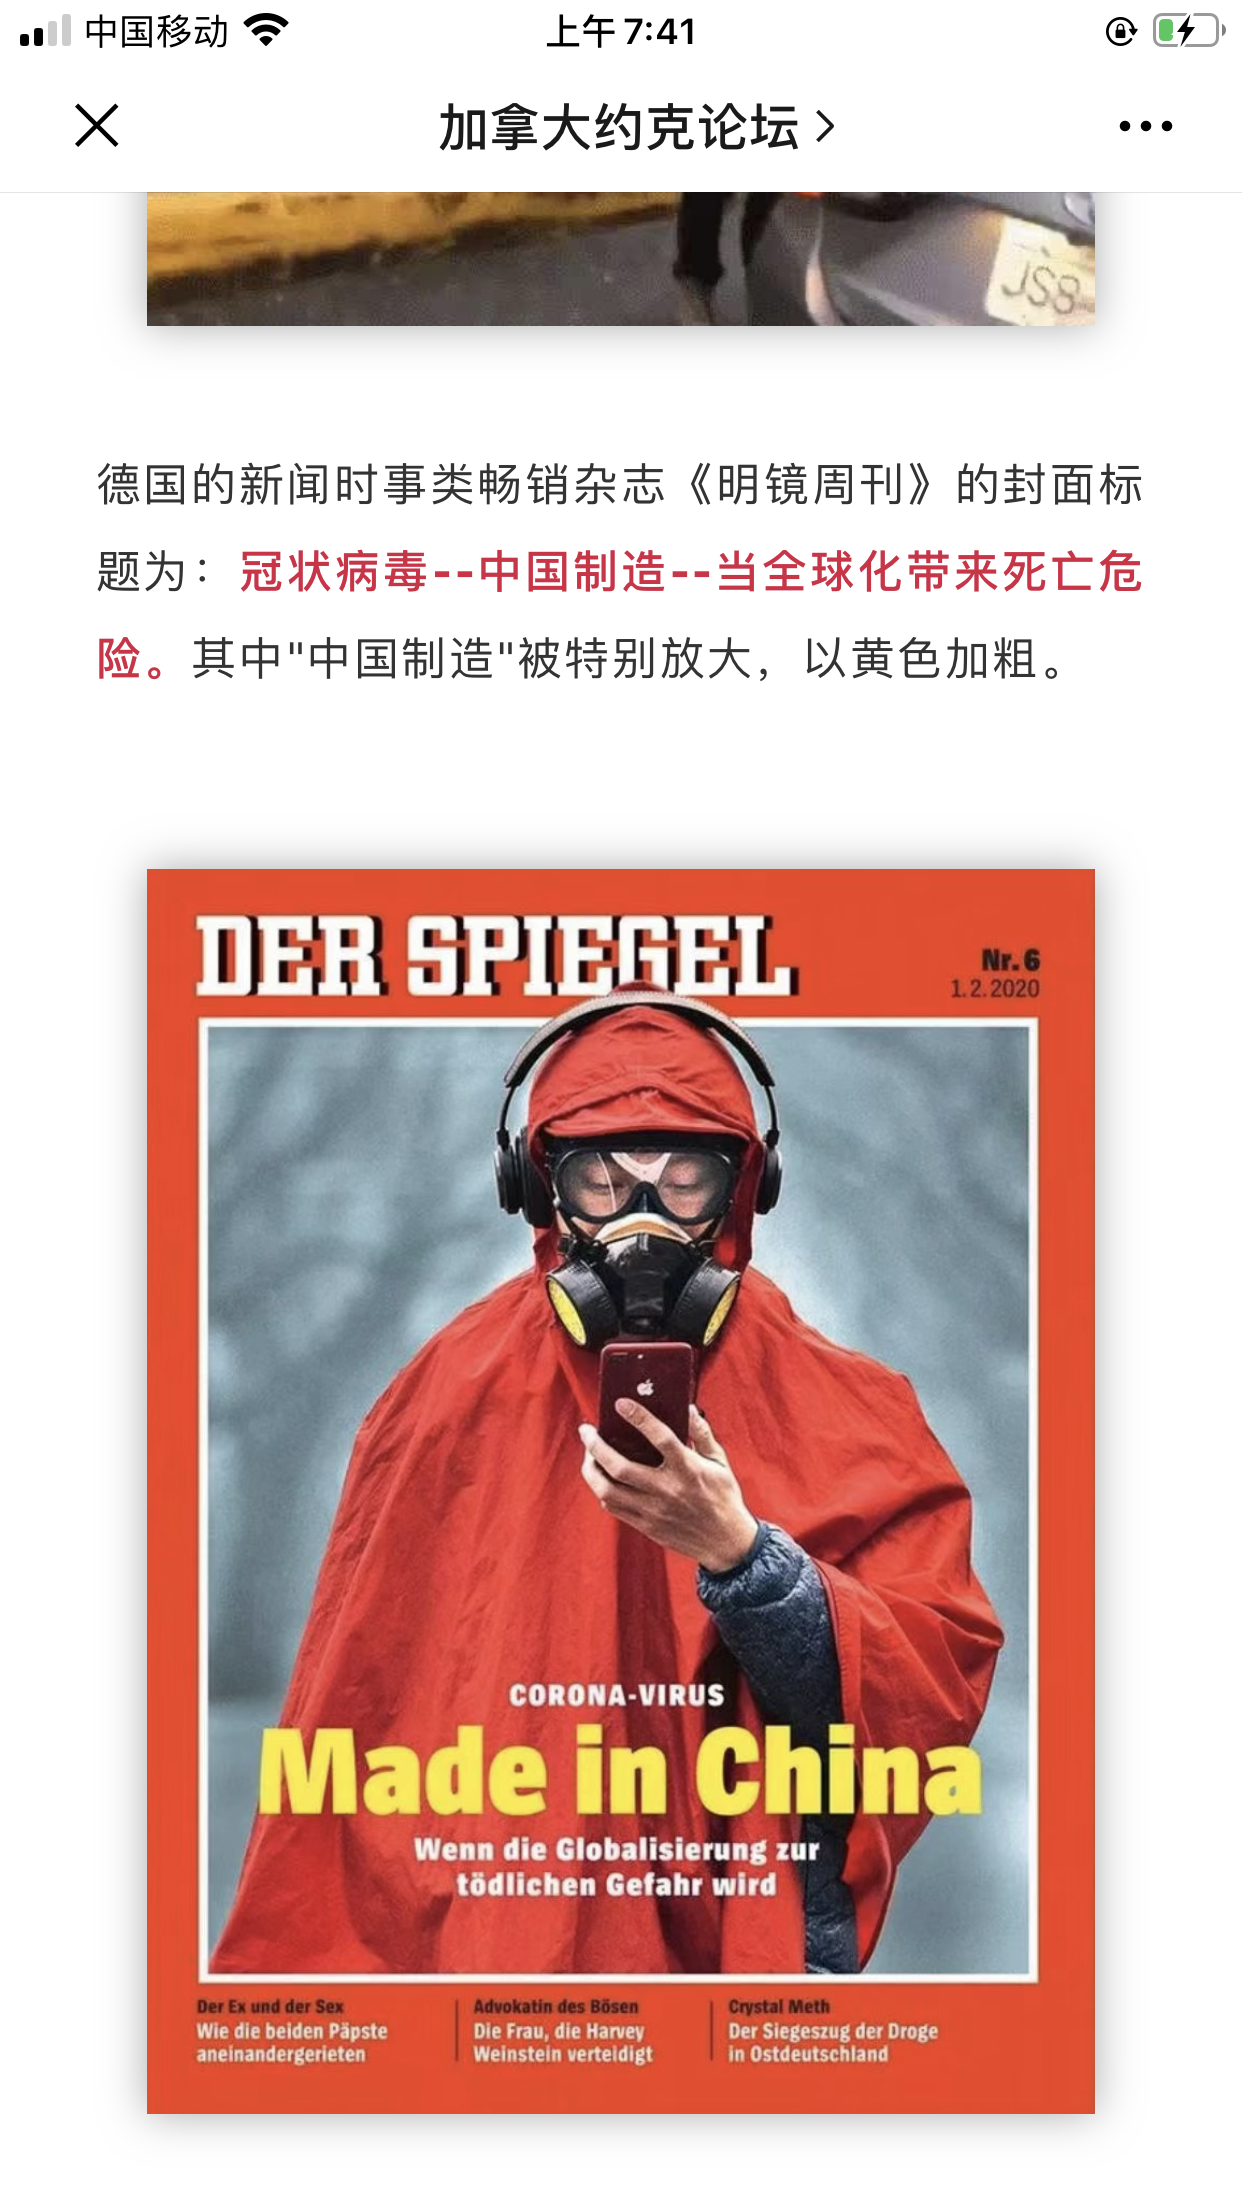 中国移动
上午7:41
加拿大约克论坛
JS8
德国的新闻时事类畅销杂志《明镜周刊》的封面标
题为：冠状病毒--中国制造--当全球化带来死亡危
险。其中"中国制造"被特别放大，以黄色加粗。
DER SPIEGEL
Nr. 6
1. 2. 2020
CORONA-VIRUS
Made in China
Wenn die Globalisierung zur
tödlichen Gefahr wird
Der Ex und der Sex
Wie die beiden Päpste
aneinandergerieten
Advokatin des Bösen
Die Frau, die Harvey
Weinstein verteidigt
Crystal Meth
Der Siegeszug der Droge
in Ostdeutschland